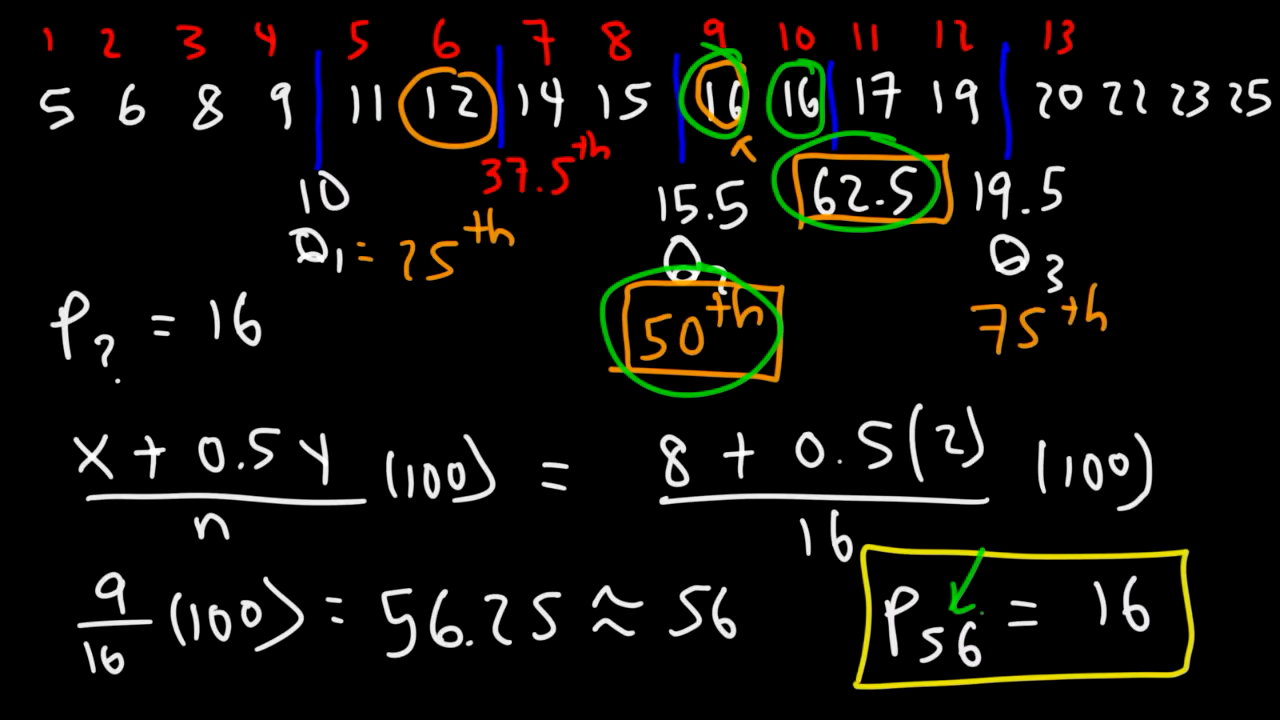 1 2 3 4 5 6 7 8 9 10 11 12 13
5 6 8 9 11 12 14 15 16 16 17 19 20 22 23 25
37.5th
10 15.5 62.5 19.5
Q1 = 25th Q2 Q3
50th 75th
P? = 16
x + 0.5y / n (100) = 8 + 0.5(2) / 16 (100)
9/16 (100) = 56.25 ≈ 56
P56 = 16